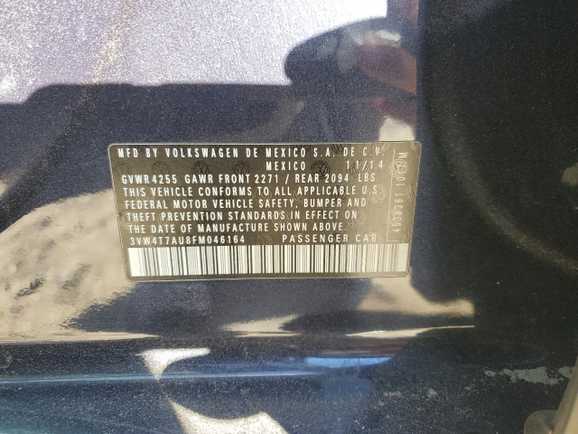 MFD BY VOLKSWAGEN DE MEXICO S.A. DE C.V.
MEXICO 11/14
GVWR 4255 GAWR FRONT 2271 / REAR 2094 LBS
THIS VEHICLE CONFORMS TO ALL APPLICABLE U.S.
FEDERAL MOTOR VEHICLE SAFETY, BUMPER AND
THEFT PREVENTION STANDARDS IN EFFECT ON THE
DATE OF MANUFACTURE SHOWN ABOVE
3VW4T7AU8FM046164 PASSENGER CAR